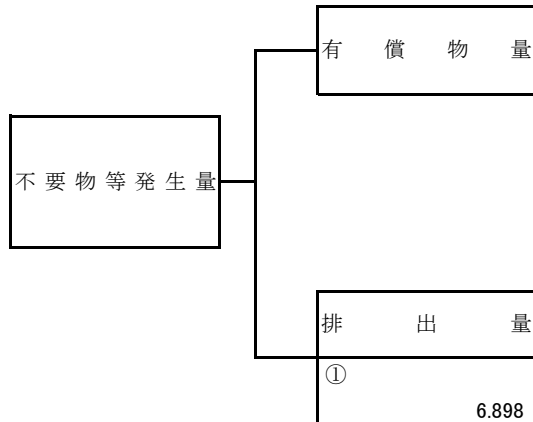 有償物量
不要物等発生量
排出量
①
6.898